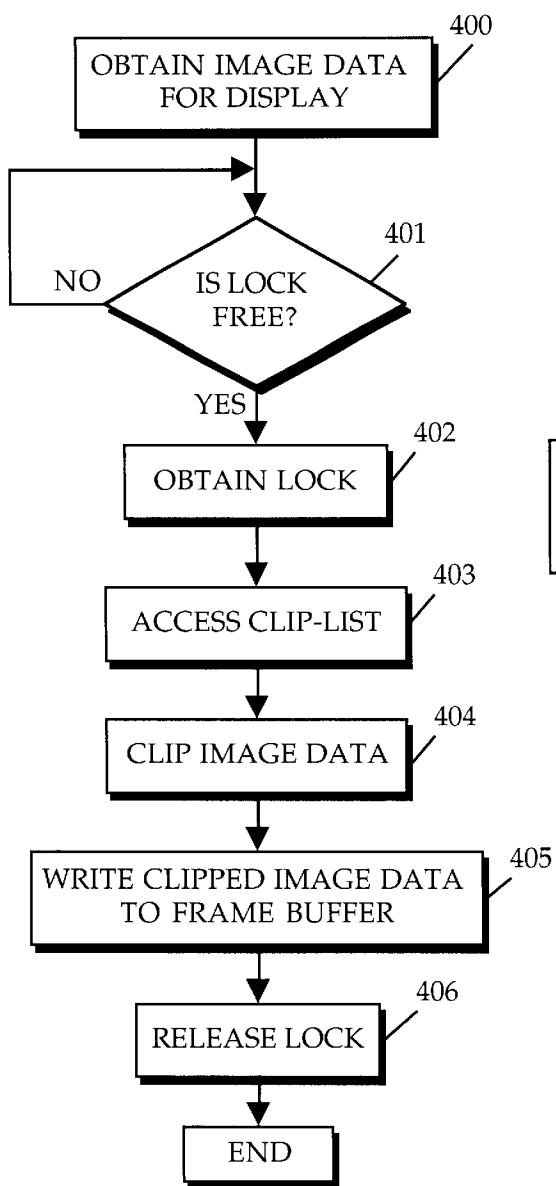 400
OBTAIN IMAGE DATA
FOR DISPLAY
401
NO
IS LOCK
FREE?
YES
402
OBTAIN LOCK
403
ACCESS CLIP-LIST
404
CLIP IMAGE DATA
405
WRITE CLIPPED IMAGE DATA
TO FRAME BUFFER
406
RELEASE LOCK
END